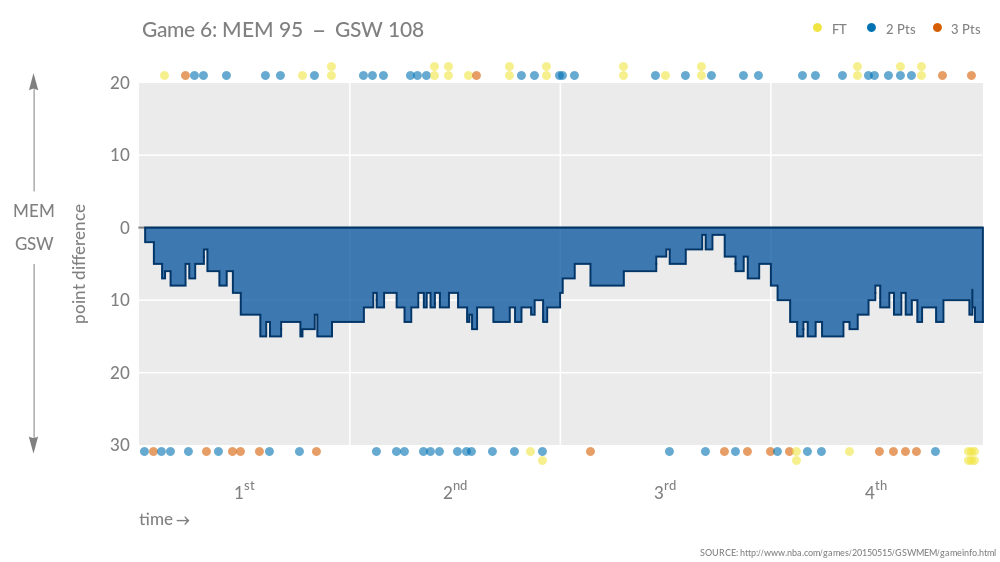 Game 6: MEM 95 – GSW 108
FT
2 Pts
3 Pts
20
10
0
10
20
30
MEM
GSW
point difference
1st
2nd
3rd
4th
time→
SOURCE: http://www.nba.com/games/20150515/GSWMEM/gameinfo.html